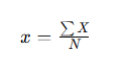 x = ∑X / N